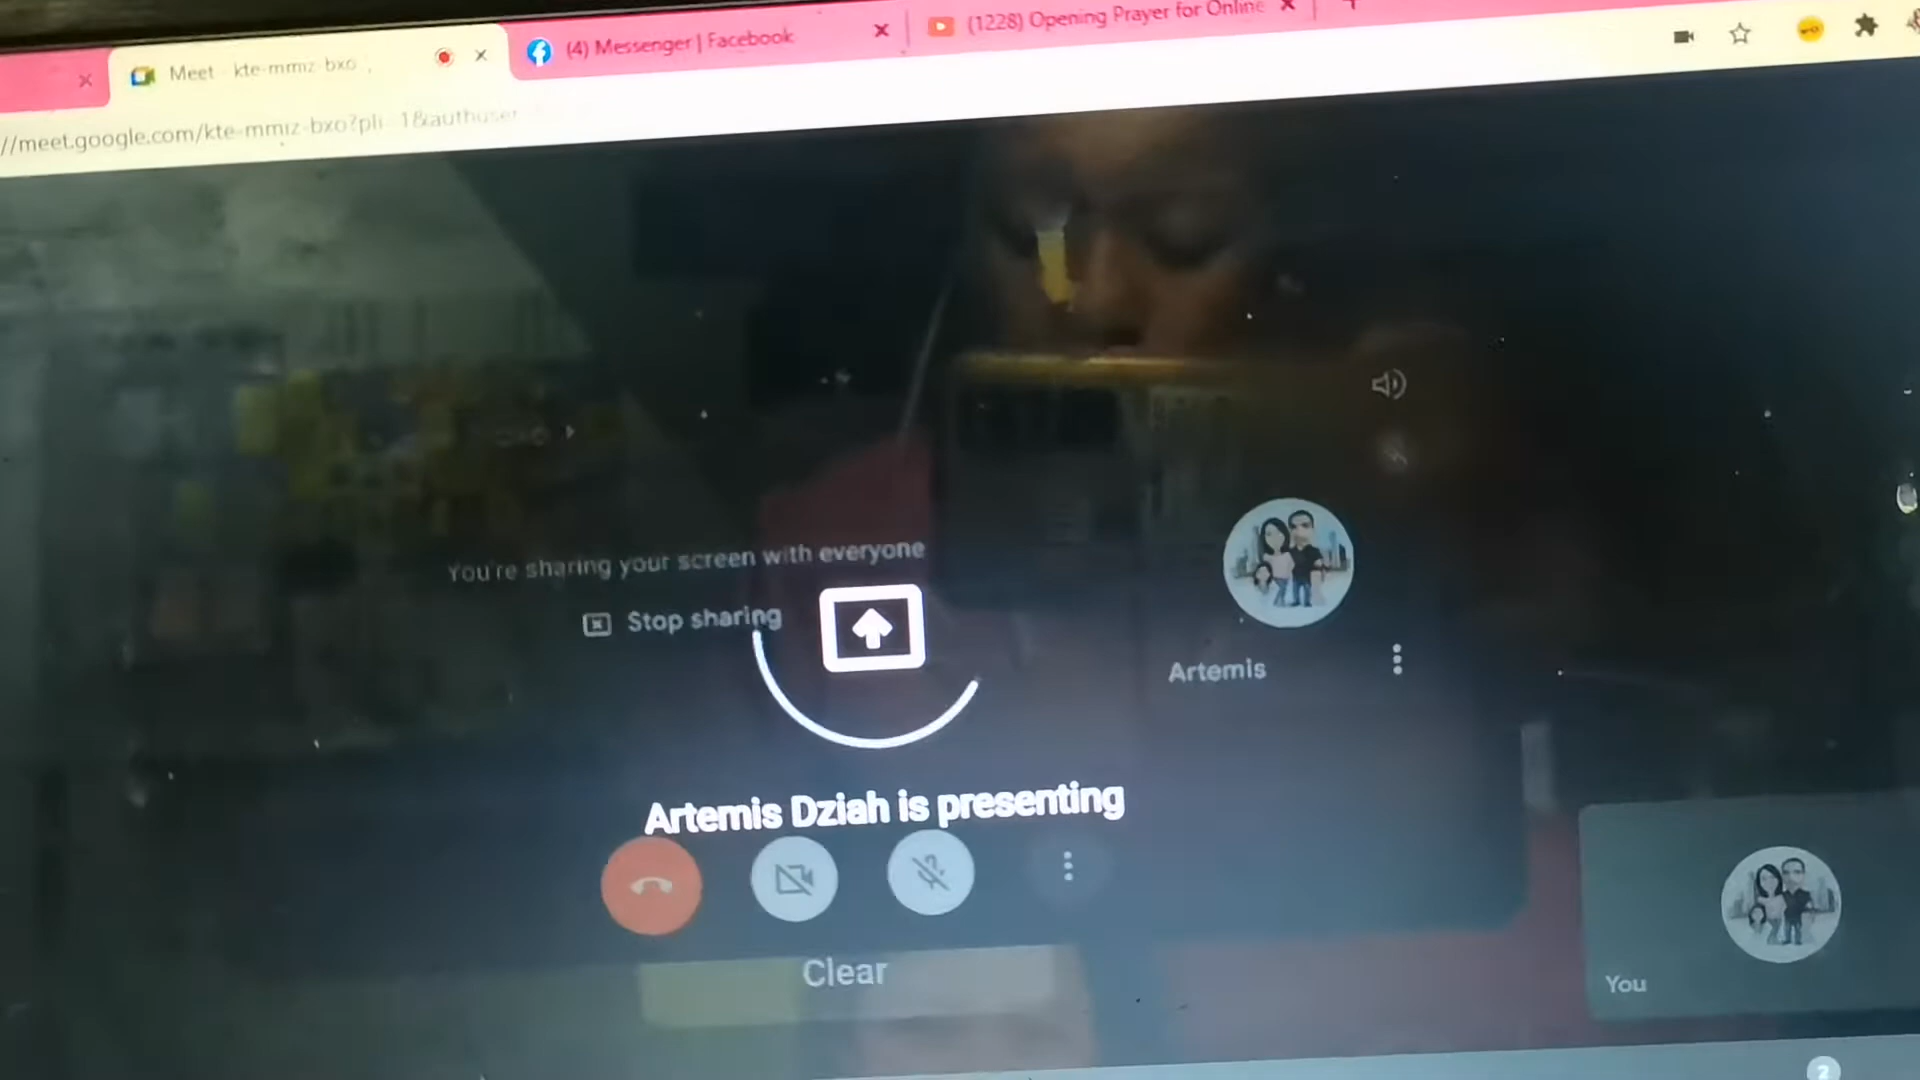 Meet - kte-mmiz-bxo
(4) Messenger | Facebook
(1228) Opening Prayer for Online
//meet.google.com/kte-mmiz-bxo?pli=1&authuser
You're sharing your screen with everyone
Stop sharing
Artemis
Artemis Dziah is presenting
Clear
You
2